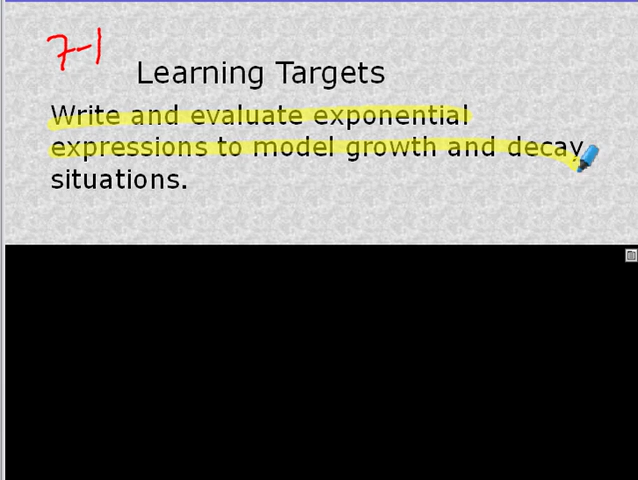 7-1
Learning Targets
Write and evaluate exponential
expressions to model growth and decay
situations.